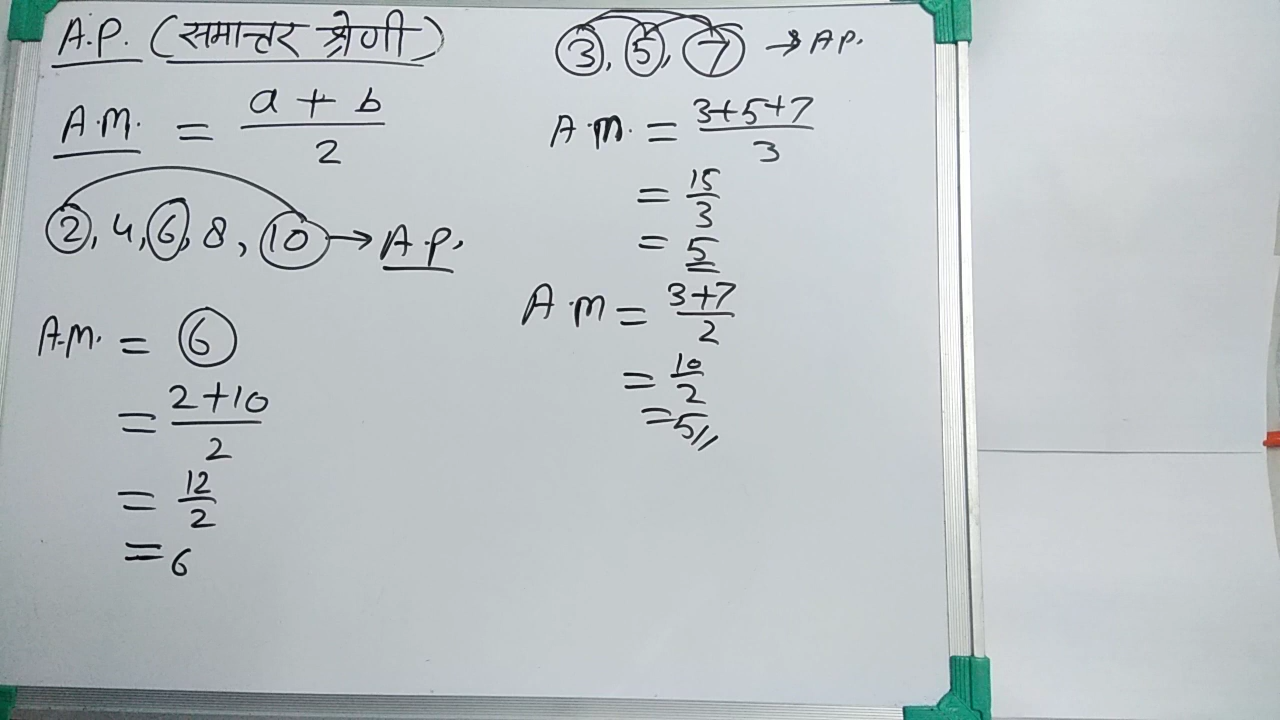 A.P. (समान्तर श्रेणी)
A.M. = a + b / 2
2, 4, 6, 8, 10 → A.P.
A.M. = 6
= 2+10 / 2
= 12 / 2
= 6
3, 5, 7 → A.P.
A.M. = 3+5+7 / 3
= 15 / 3
= 5
A.M = 3+7 / 2
= 10 / 2
= 5//